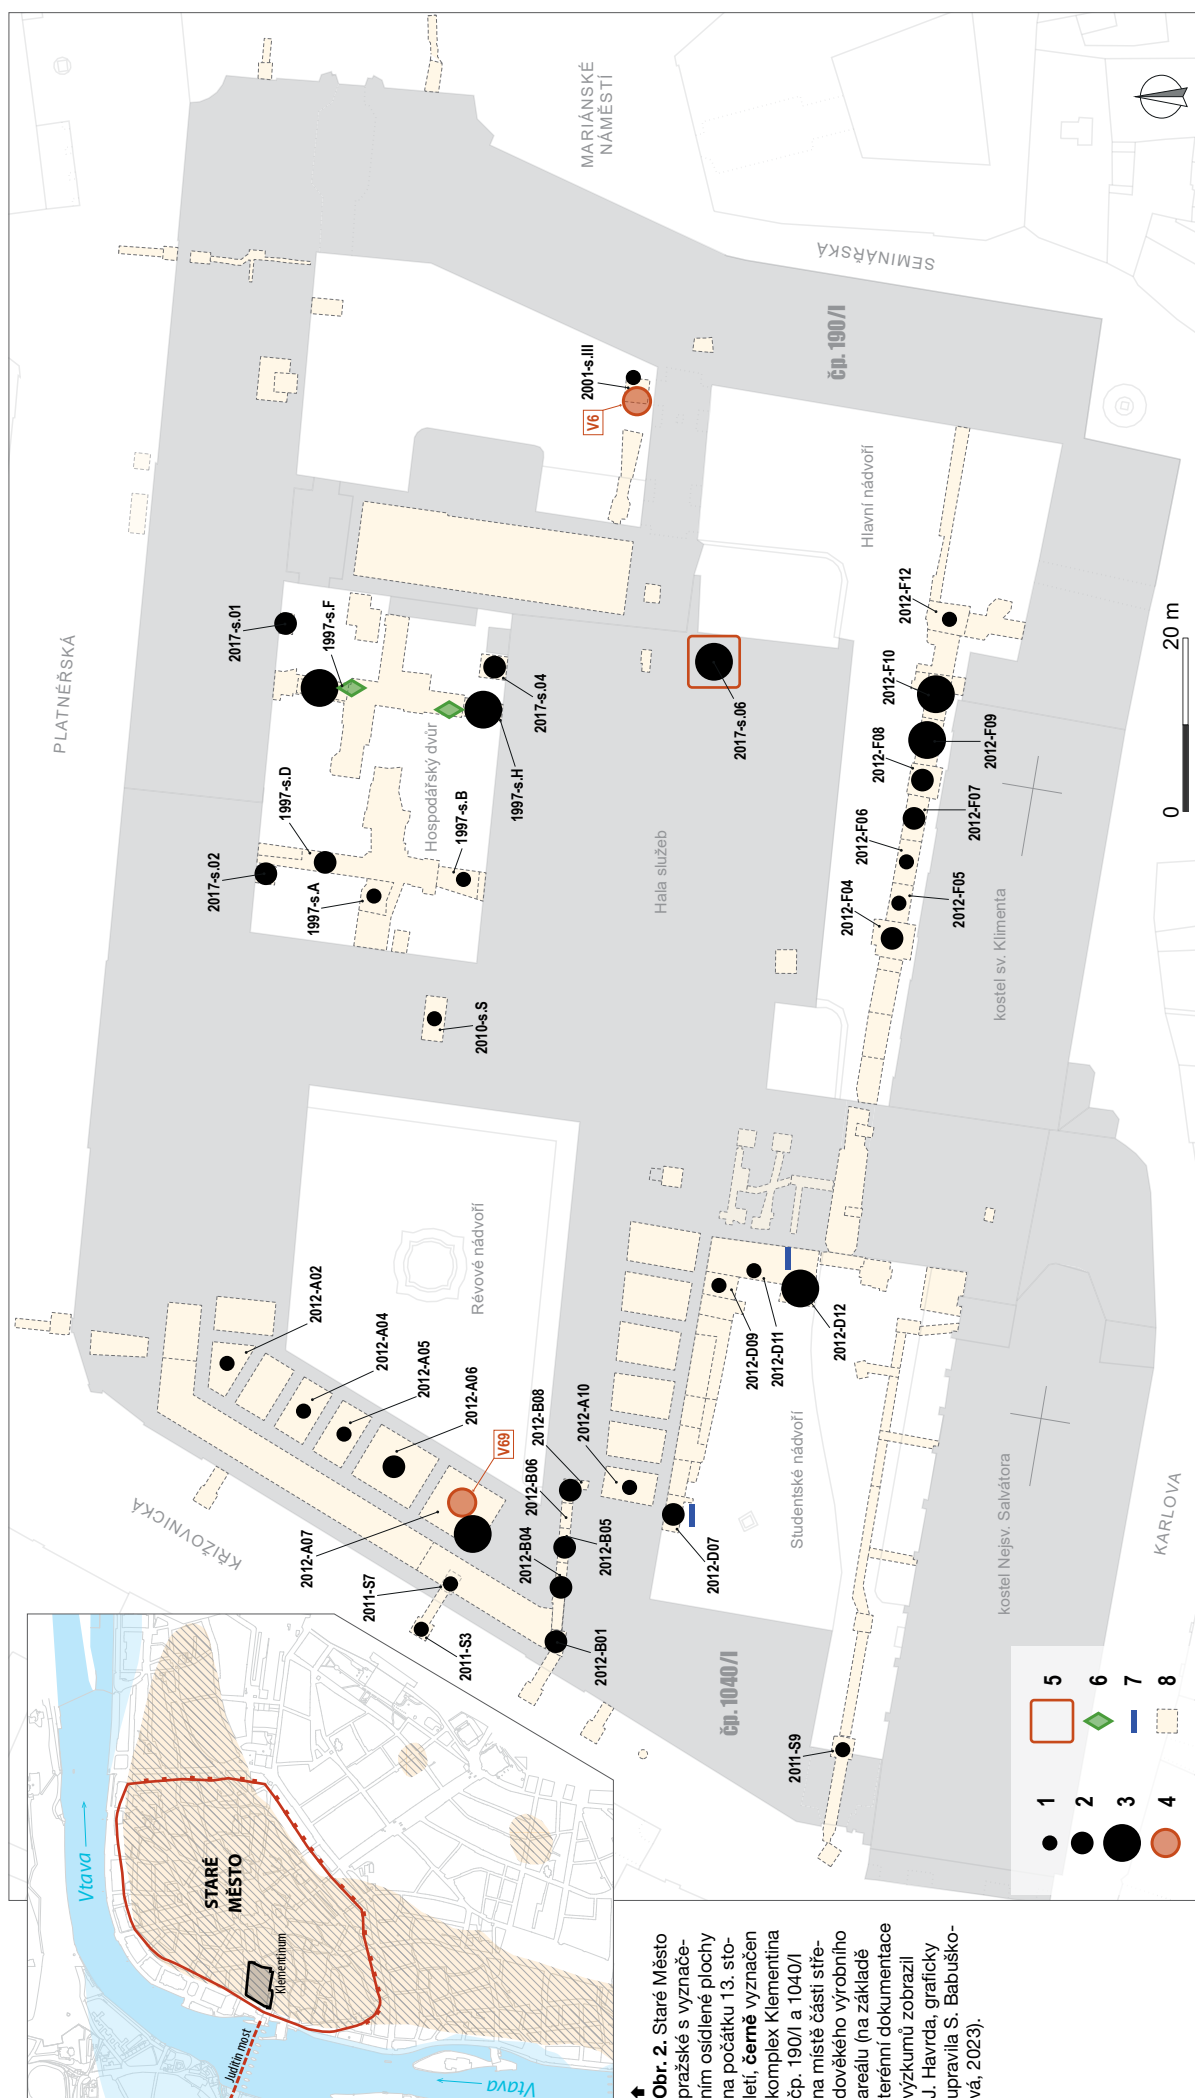 PLATNÉŘSKÁ
MARIÁNSKÉ
NÁMĚSTÍ
SEMINÁŘSKÁ
KŘIŽOVNICKÁ
KARLOVA
čp. 190/I
čp. 1040/I
Hospodářský dvůr
Révové nádvoří
Hala služeb
Hlavní nádvoří
Studentské nádvoří
kostel sv. Klimenta
kostel Nejsv. Salvátora
2017-s.01
1997-s.F
2017-s.04
1997-s.H
1997-s.D
2017-s.02
1997-s.A
1997-s.B
2010-s.S
2001-s.III
V6
2017-s.06
2012-F12
2012-F10
2012-F09
2012-F08
2012-F07
2012-F06
2012-F05
2012-F04
2012-A02
2012-A04
2012-A05
2012-A06
V69
2012-A07
2011-S7
2011-S3
2012-B08
2012-B06
2012-B05
2012-B04
2012-B01
2012-A10
2012-D07
2012-D09
2012-D11
2012-D12
2011-S9
0 20 m
1 5
2 6
3 7
4 8
Vltava
STARÉ
MĚSTO
Klementinum
Juditin most
Vltava
Obr. 2. Staré Město
pražské s vyznače-
ním osídlené plochy
na počátku 13. sto-
letí, černě vyznačen
komplex Klementina
čp. 190/I a 1040/I
na místě části stře-
dověkého výrobního
areálu (na základě
terénní dokumentace
výzkumů zobrazil
J. Havrda, graficky
upravila S. Babuško-
vá, 2023).